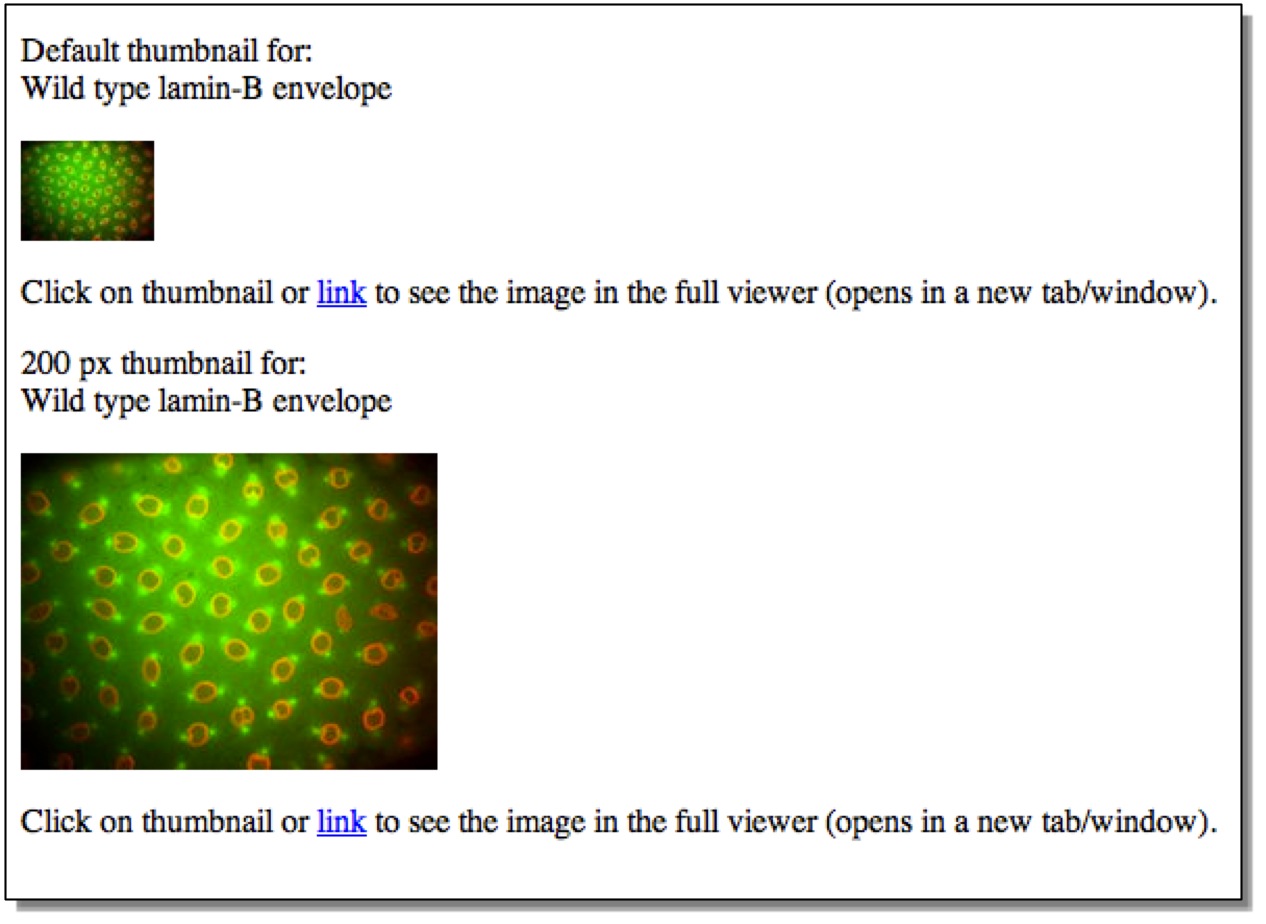 Default thumbnail for:
Wild type lamin-B envelope
Click on thumbnail or link to see the image in the full viewer (opens in a new tab/window).
200 px thumbnail for:
Wild type lamin-B envelope
Click on thumbnail or link to see the image in the full viewer (opens in a new tab/window).